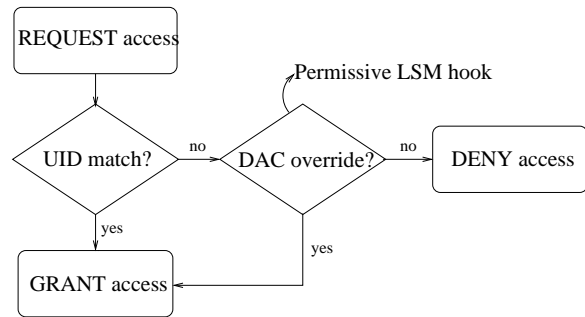 REQUEST access
Permissive LSM hook
UID match?
no
DAC override?
no
DENY access
yes
yes
GRANT access